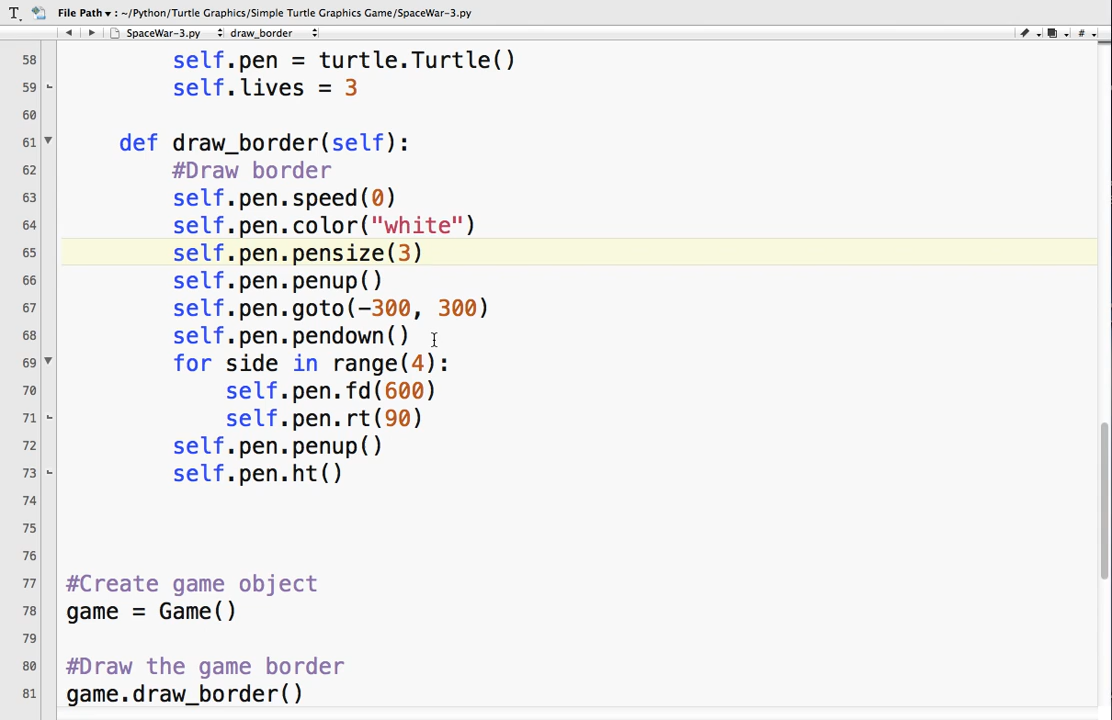 File Path ▾ : ~/Python/Turtle Graphics/Simple Turtle Graphics Game/SpaceWar-3.py
SpaceWar-3.py draw_border #
58 self.pen = turtle.Turtle()
59 self.lives = 3
60
61 def draw_border(self):
62 #Draw border
63 self.pen.speed(0)
64 self.pen.color("white")
65 self.pen.pensize(3)
66 self.pen.penup()
67 self.pen.goto(-300, 300)
68 self.pen.pendown()
69 for side in range(4):
70 self.pen.fd(600)
71 self.pen.rt(90)
72 self.pen.penup()
73 self.pen.ht()
74
75
76
77 #Create game object
78 game = Game()
79
80 #Draw the game border
81 game.draw_border()